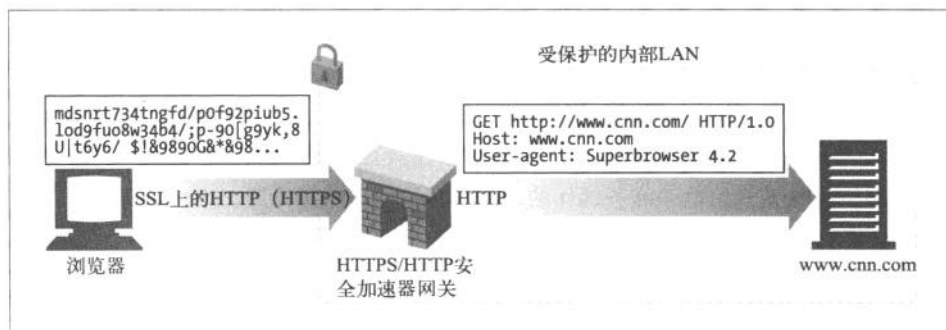 受保护的内部LAN
mdsnrt734tngfd/pOf92piub5.
lod9fuo8w34b4/;p-9O[g9yk,8
U|t6y6/ $!&989OG&*&98...
GET http://www.cnn.com/ HTTP/1.0
Host: www.cnn.com
User-agent: Superbrowser 4.2
SSL上的HTTP（HTTPS）
HTTP
浏览器
HTTPS/HTTP安
全加速器网关
www.cnn.com